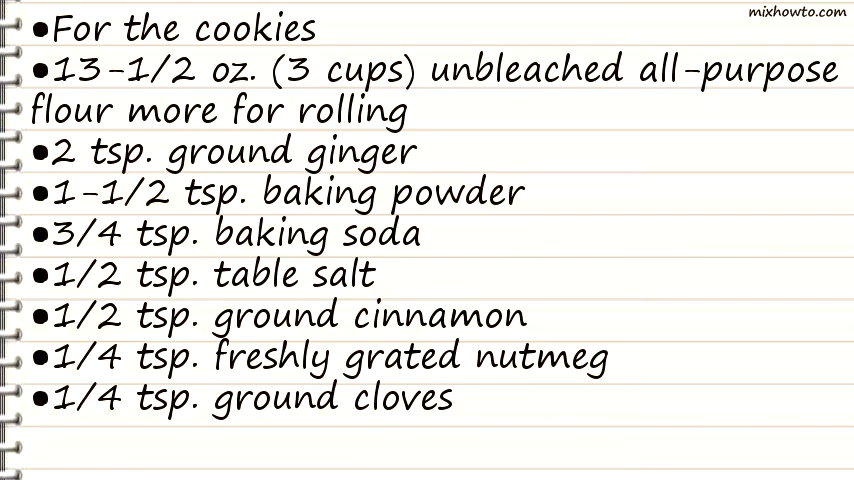 mixhowto.com
•For the cookies
•13-1/2 oz. (3 cups) unbleached all-purpose
flour more for rolling
•2 tsp. ground ginger
•1-1/2 tsp. baking powder
•3/4 tsp. baking soda
•1/2 tsp. table salt
•1/2 tsp. ground cinnamon
•1/4 tsp. freshly grated nutmeg
•1/4 tsp. ground cloves